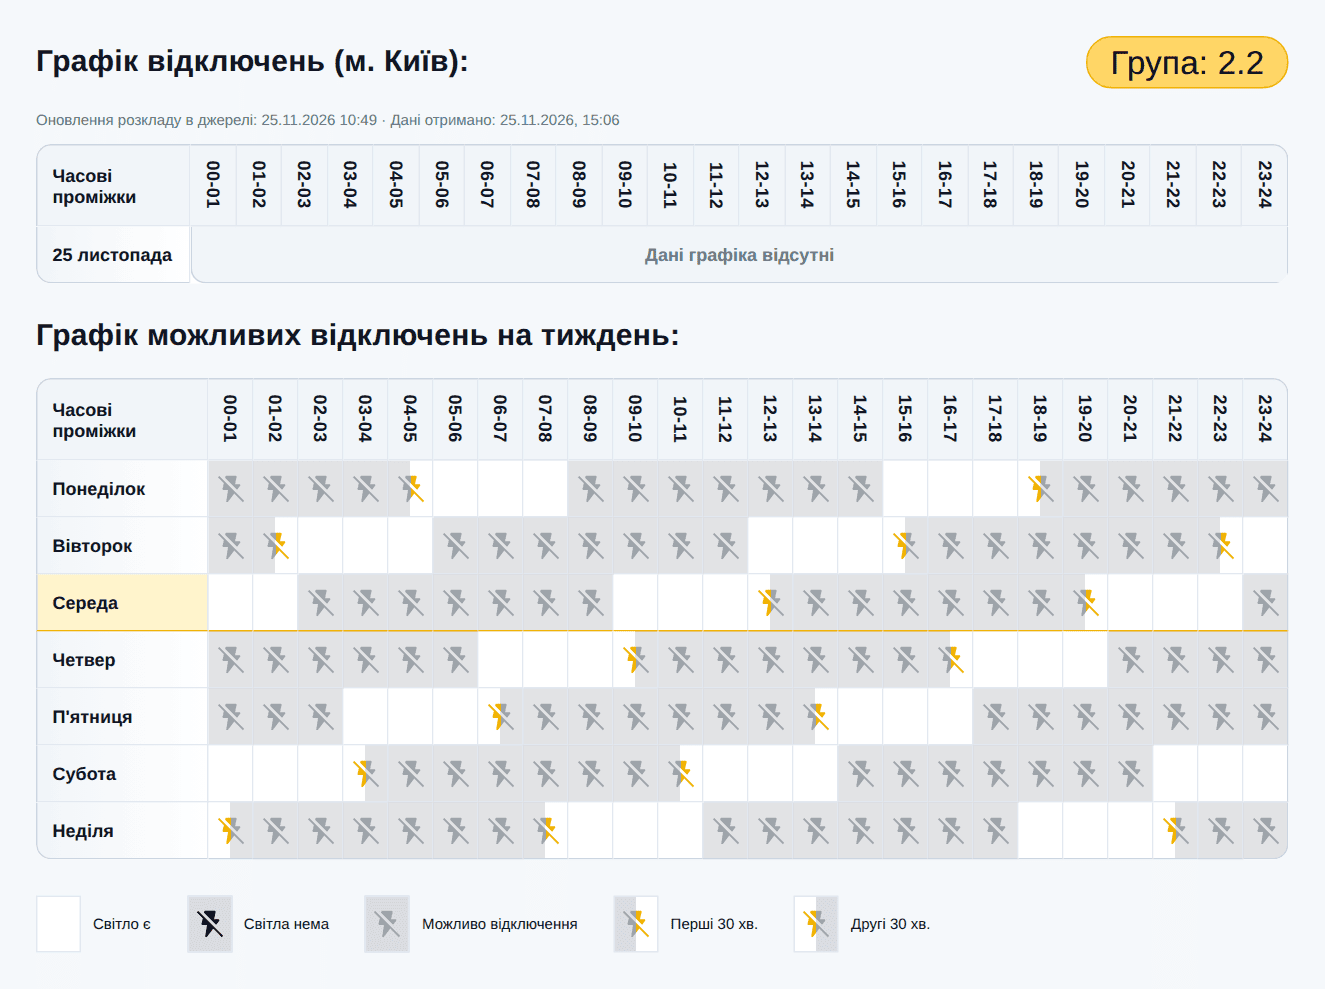 Графік відключень (м. Київ):
Група: 2.2
Оновлення розкладу в джерелі: 25.11.2026 10:49 · Дані отримано: 25.11.2026, 15:06
Часові
проміжки
00-01 01-02 02-03 03-04 04-05 05-06 06-07 07-08 08-09 09-10 10-11 11-12 12-13 13-14 14-15 15-16 16-17 17-18 18-19 19-20 20-21 21-22 22-23 23-24
25 листопада
Дані графіка відсутні
Графік можливих відключень на тиждень:
Часові
проміжки
00-01 01-02 02-03 03-04 04-05 05-06 06-07 07-08 08-09 09-10 10-11 11-12 12-13 13-14 14-15 15-16 16-17 17-18 18-19 19-20 20-21 21-22 22-23 23-24
Понеділок
Вівторок
Середа
Четвер
П'ятниця
Субота
Неділя
Світло є
Світла нема
Можливо відключення
Перші 30 хв.
Другі 30 хв.